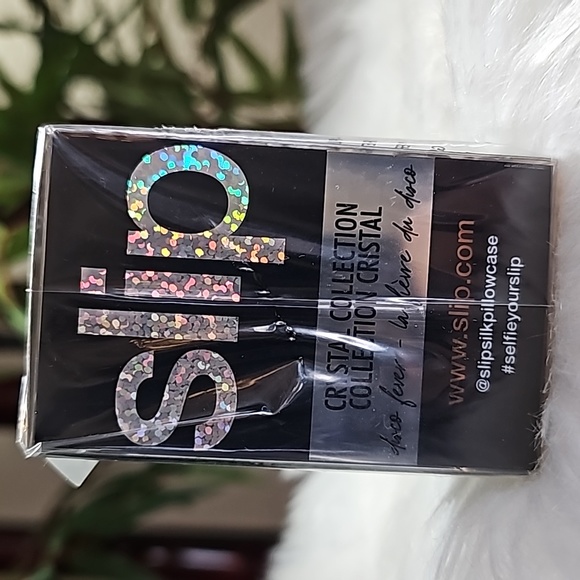 slip
CRYSTAL COLLECTION
COLLECTION CRISTAL
disco fever – la fièvre du disco
www.slip.com
@slipsilkpillowcase
#selfieyourslip